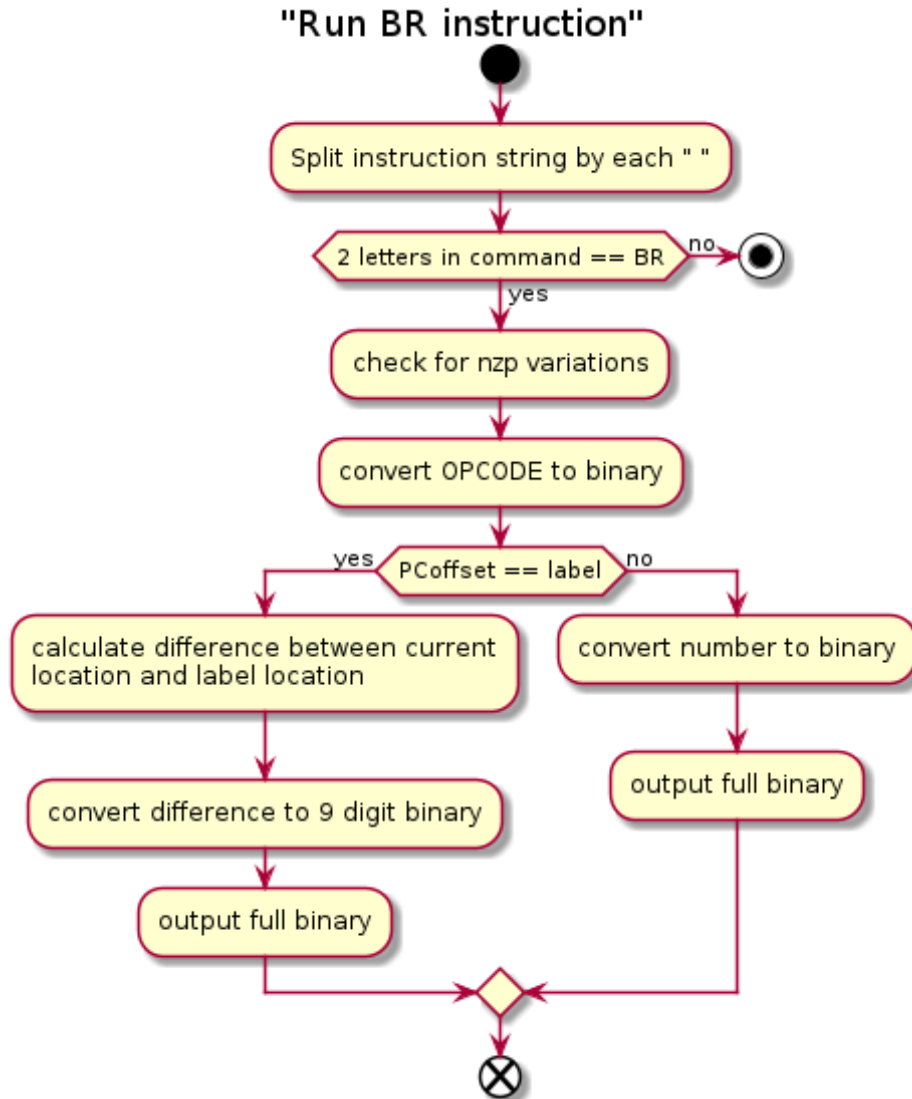 "Run BR instruction"
Split instruction string by each " "
2 letters in command == BR
no
yes
check for nzp variations
convert OPCODE to binary
yes
PCoffset == label
no
calculate difference between current
location and label location
convert number to binary
convert difference to 9 digit binary
output full binary
output full binary